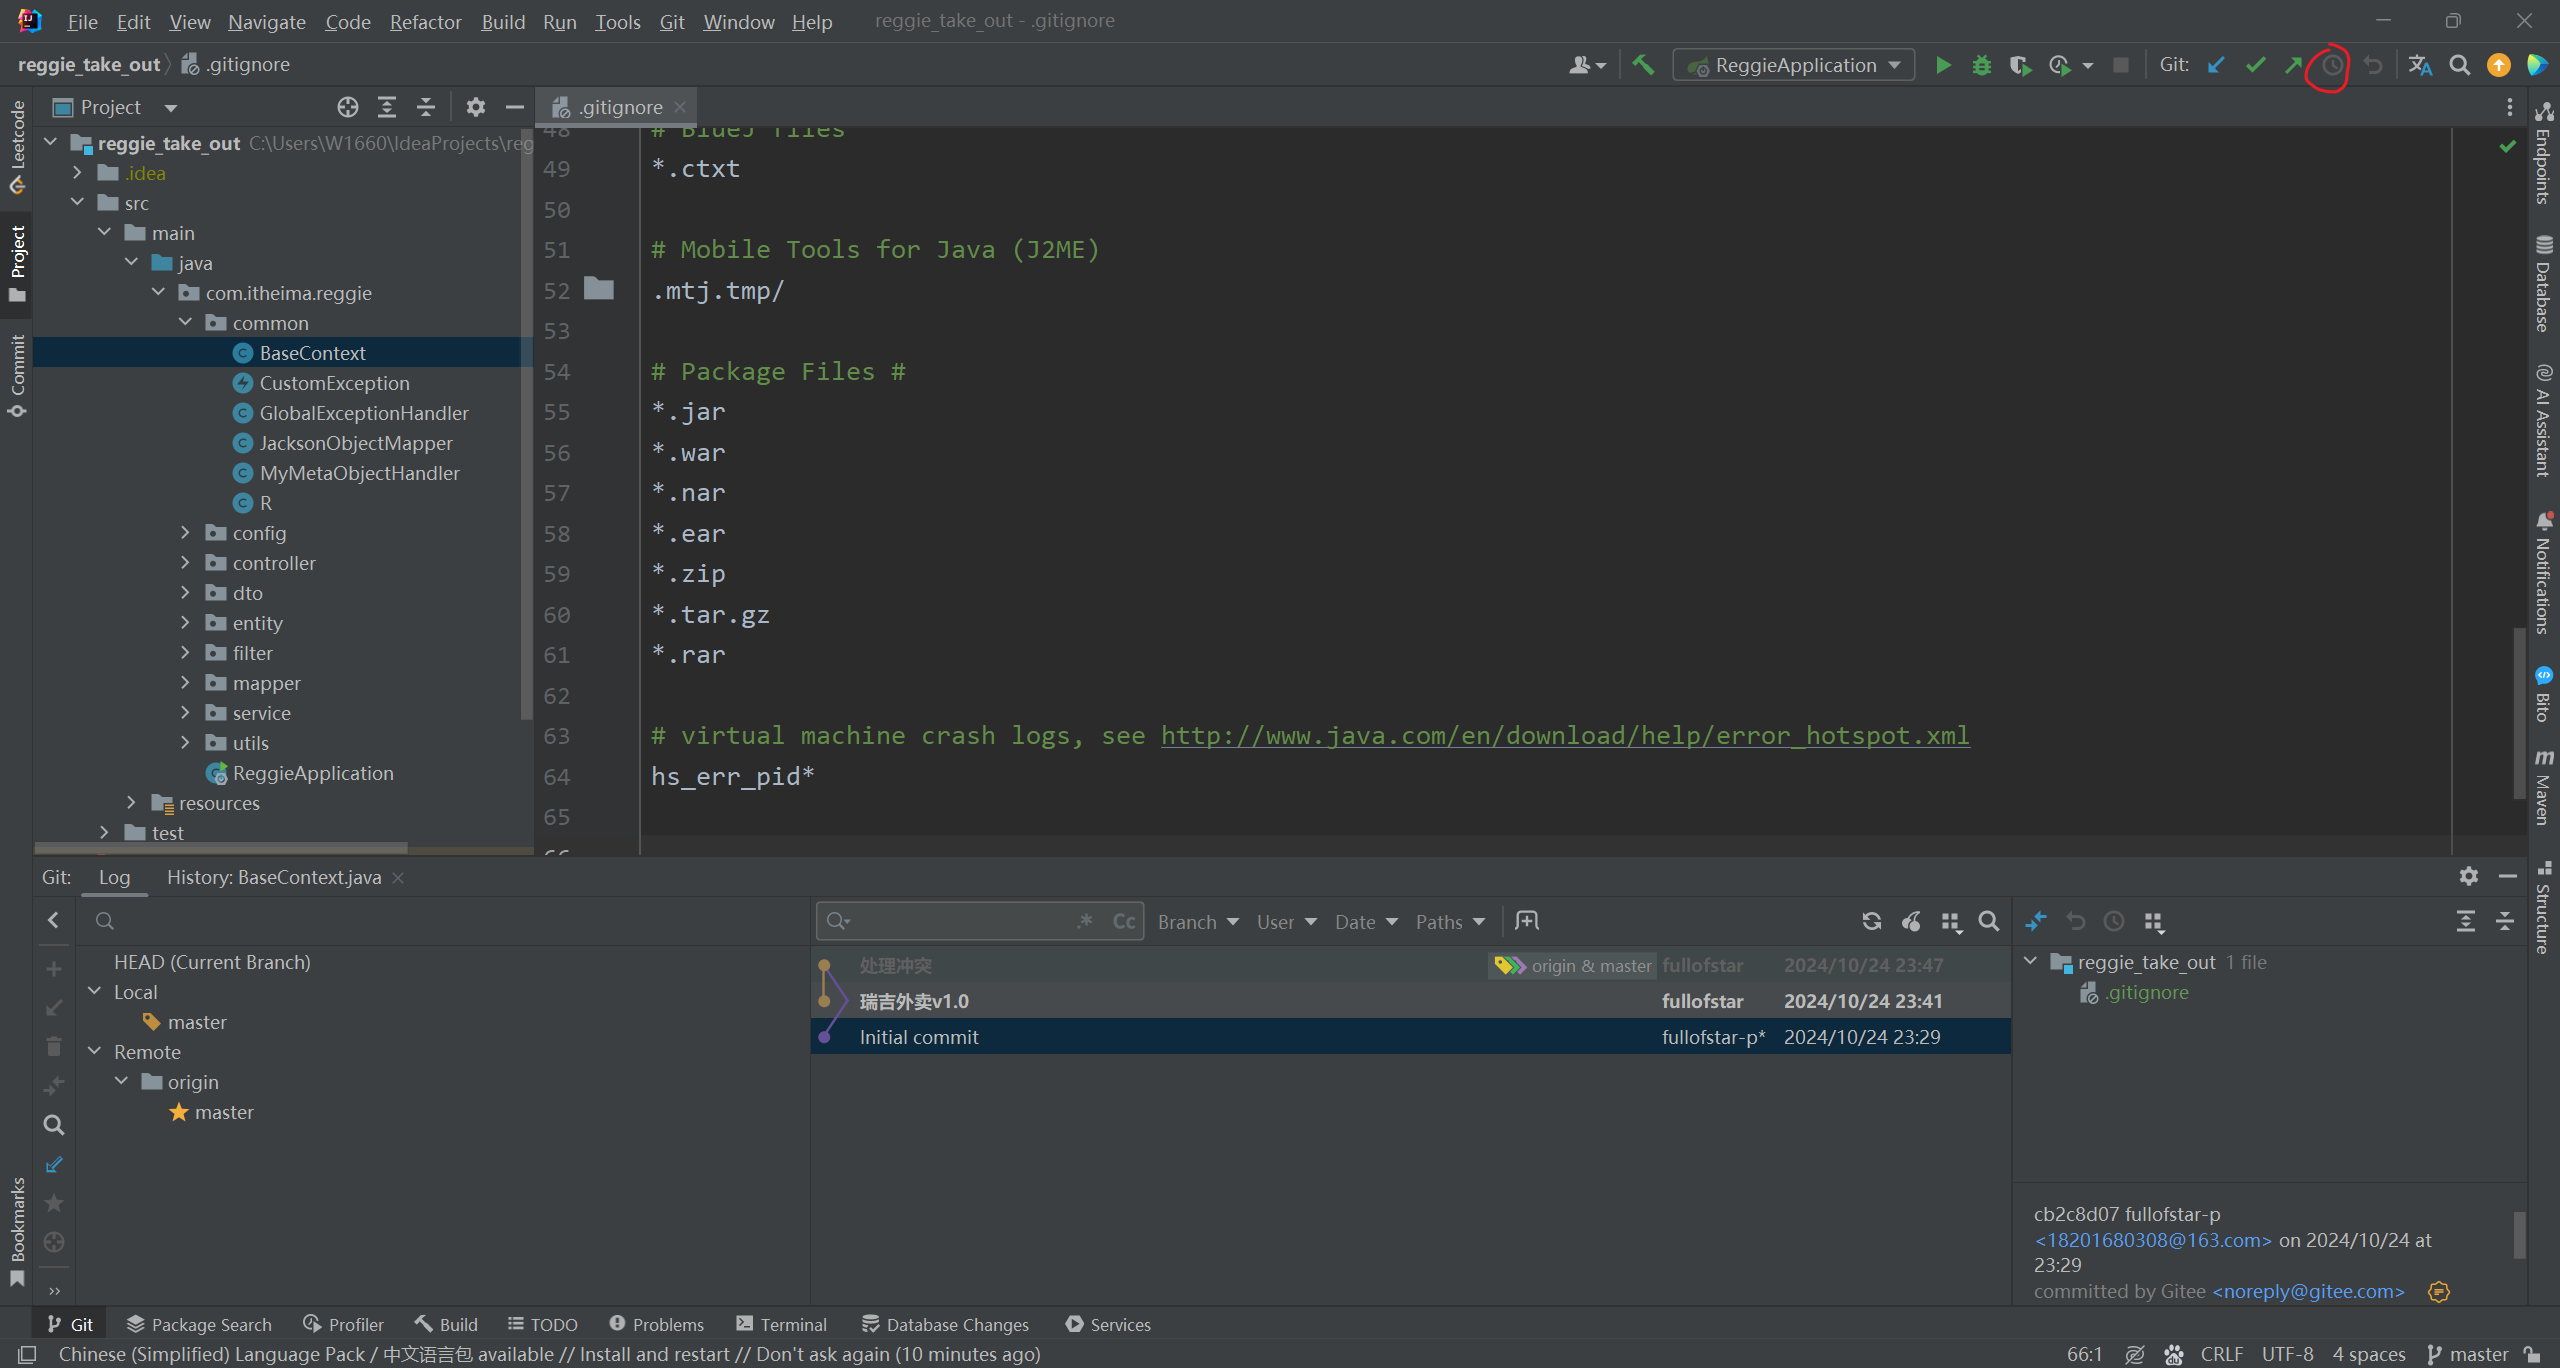 File Edit View Navigate Code Refactor Build Run Tools Git Window Help reggie_take_out - .gitignore
reggie_take_out .gitignore ReggieApplication Git:
Leetcode
Project
Commit
Bookmarks
Project
reggie_take_out C:\Users\W1660\IdeaProjects\reg
.idea
src
main
java
com.itheima.reggie
common
BaseContext
CustomException
GlobalExceptionHandler
JacksonObjectMapper
MyMetaObjectHandler
R
config
controller
dto
entity
filter
mapper
service
utils
ReggieApplication
resources
test
.gitignore
48 # BlueJ files
49 *.ctxt
50
51 # Mobile Tools for Java (J2ME)
52 .mtj.tmp/
53
54 # Package Files #
55 *.jar
56 *.war
57 *.nar
58 *.ear
59 *.zip
60 *.tar.gz
61 *.rar
62
63 # virtual machine crash logs, see http://www.java.com/en/download/help/error_hotspot.xml
64 hs_err_pid*
65
66
Endpoints
Database
AI Assistant
Notifications
Bito
Maven
Structure
Git: Log History: BaseContext.java
HEAD (Current Branch)
Local
master
Remote
origin
master
.* Cc Branch User Date Paths
处理冲突 origin & master fullofstar 2024/10/24 23:47
瑞吉外卖v1.0 fullofstar 2024/10/24 23:41
Initial commit fullofstar-p* 2024/10/24 23:29
reggie_take_out 1 file
.gitignore
cb2c8d07 fullofstar-p
<18201680308@163.com> on 2024/10/24 at
23:29
committed by Gitee <noreply@gitee.com>
Git Package Search Profiler Build TODO Problems Terminal Database Changes Services
Chinese (Simplified) Language Pack / 中文语言包 available // Install and restart // Don't ask again (10 minutes ago) 66:1 CRLF UTF-8 4 spaces master